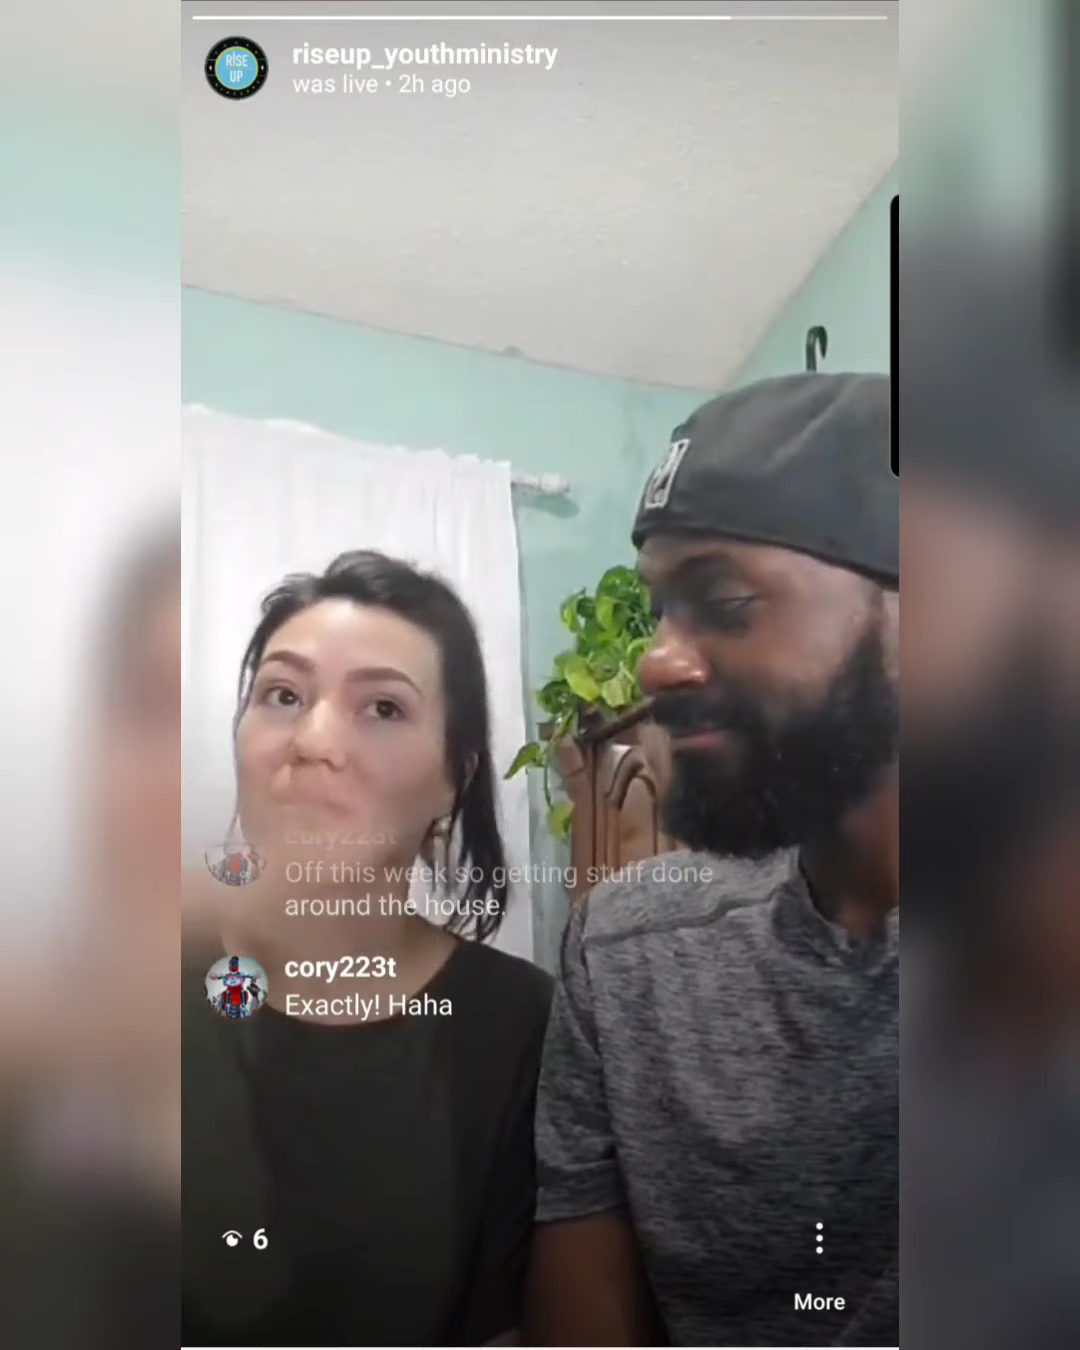 RISE
UP
riseup_youthministry
was live • 2h ago
cory223t
Off this week so getting stuff done
around the house.
cory223t
Exactly! Haha
6
More